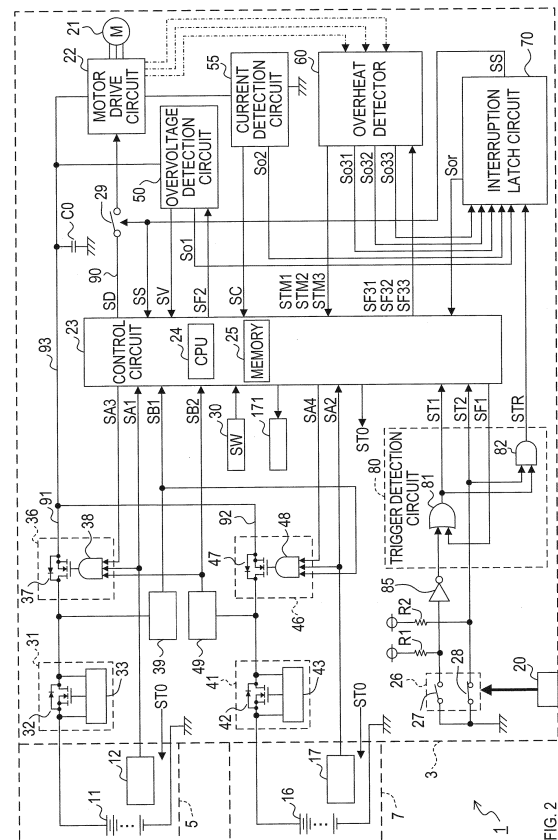 21
M
22
MOTOR
DRIVE
CIRCUIT
55
CURRENT
DETECTION
CIRCUIT
60
OVERHEAT
DETECTOR
70
INTERRUPTION
LATCH CIRCUIT
SS
50
OVERVOLTAGE
DETECTION
CIRCUIT
So2
So31
So32
So33
Sor
C0
29
90
SD
SS
SV
So1
SF2
SC
STM1
STM2
STM3
SF31
SF32
SF33
93
23
CONTROL
CIRCUIT
24
CPU
25
MEMORY
SA3
SA1
SB1
SB2
30
SW
171
SA4
SA2
ST0
ST1
ST2
SF1
STR
36
91
37
38
92
47
48
46
80
TRIGGER DETECTION
CIRCUIT
81
82
85
39
49
R1
R2
31
32
33
41
42
43
ST0
ST0
26
27
28
20
11
12
5
16
17
7
3
1
FIG. 2